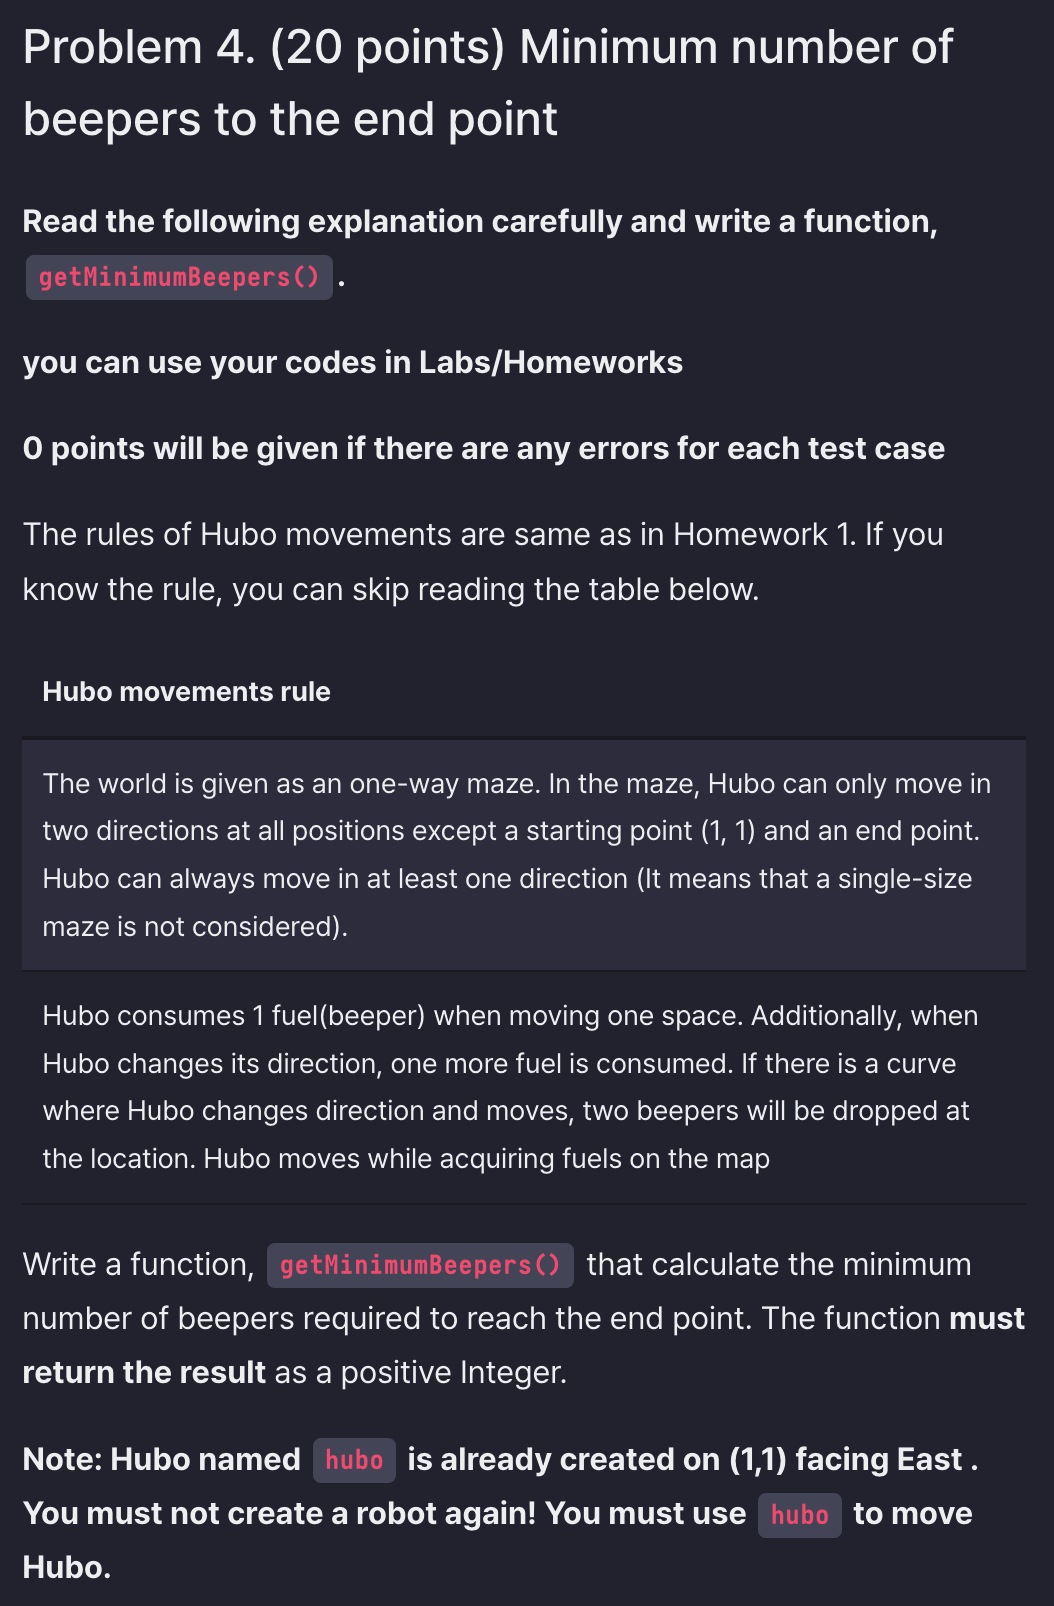 Problem 4. (20 points) Minimum number of
beepers to the end point
Read the following explanation carefully and write a function,
getMinimumBeepers() .
you can use your codes in Labs/Homeworks
0 points will be given if there are any errors for each test case
The rules of Hubo movements are same as in Homework 1. If you
know the rule, you can skip reading the table below.
Hubo movements rule
The world is given as an one-way maze. In the maze, Hubo can only move in
two directions at all positions except a starting point (1, 1) and an end point.
Hubo can always move in at least one direction (It means that a single-size
maze is not considered).
Hubo consumes 1 fuel(beeper) when moving one space. Additionally, when
Hubo changes its direction, one more fuel is consumed. If there is a curve
where Hubo changes direction and moves, two beepers will be dropped at
the location. Hubo moves while acquiring fuels on the map
Write a function, getMinimumBeepers() that calculate the minimum
number of beepers required to reach the end point. The function must
return the result as a positive Integer.
Note: Hubo named hubo is already created on (1,1) facing East .
You must not create a robot again! You must use hubo to move
Hubo.